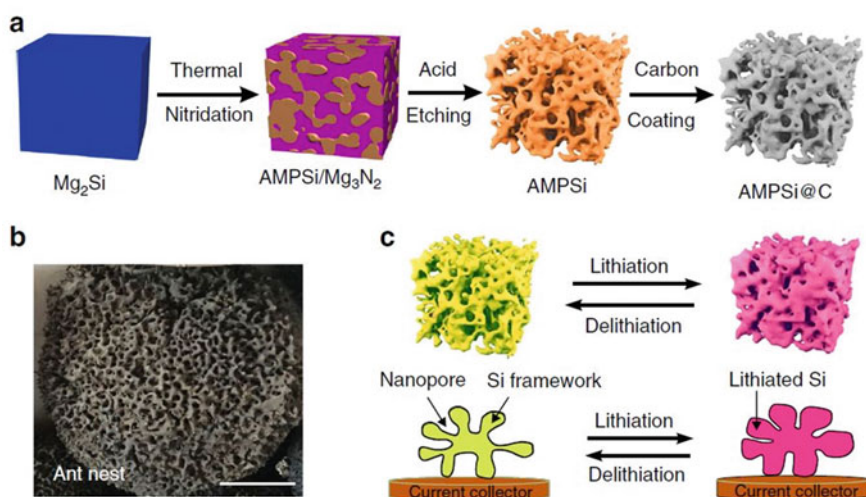 a
Thermal
Nitridation
Acid
Etching
Carbon
Coating
Mg₂Si
AMPSi/Mg₃N₂
AMPSi
AMPSi@C
b
Ant nest
c
Lithiation
Delithiation
Nanopore
Si framework
Lithiated Si
Lithiation
Delithiation
Current collector
Current collector